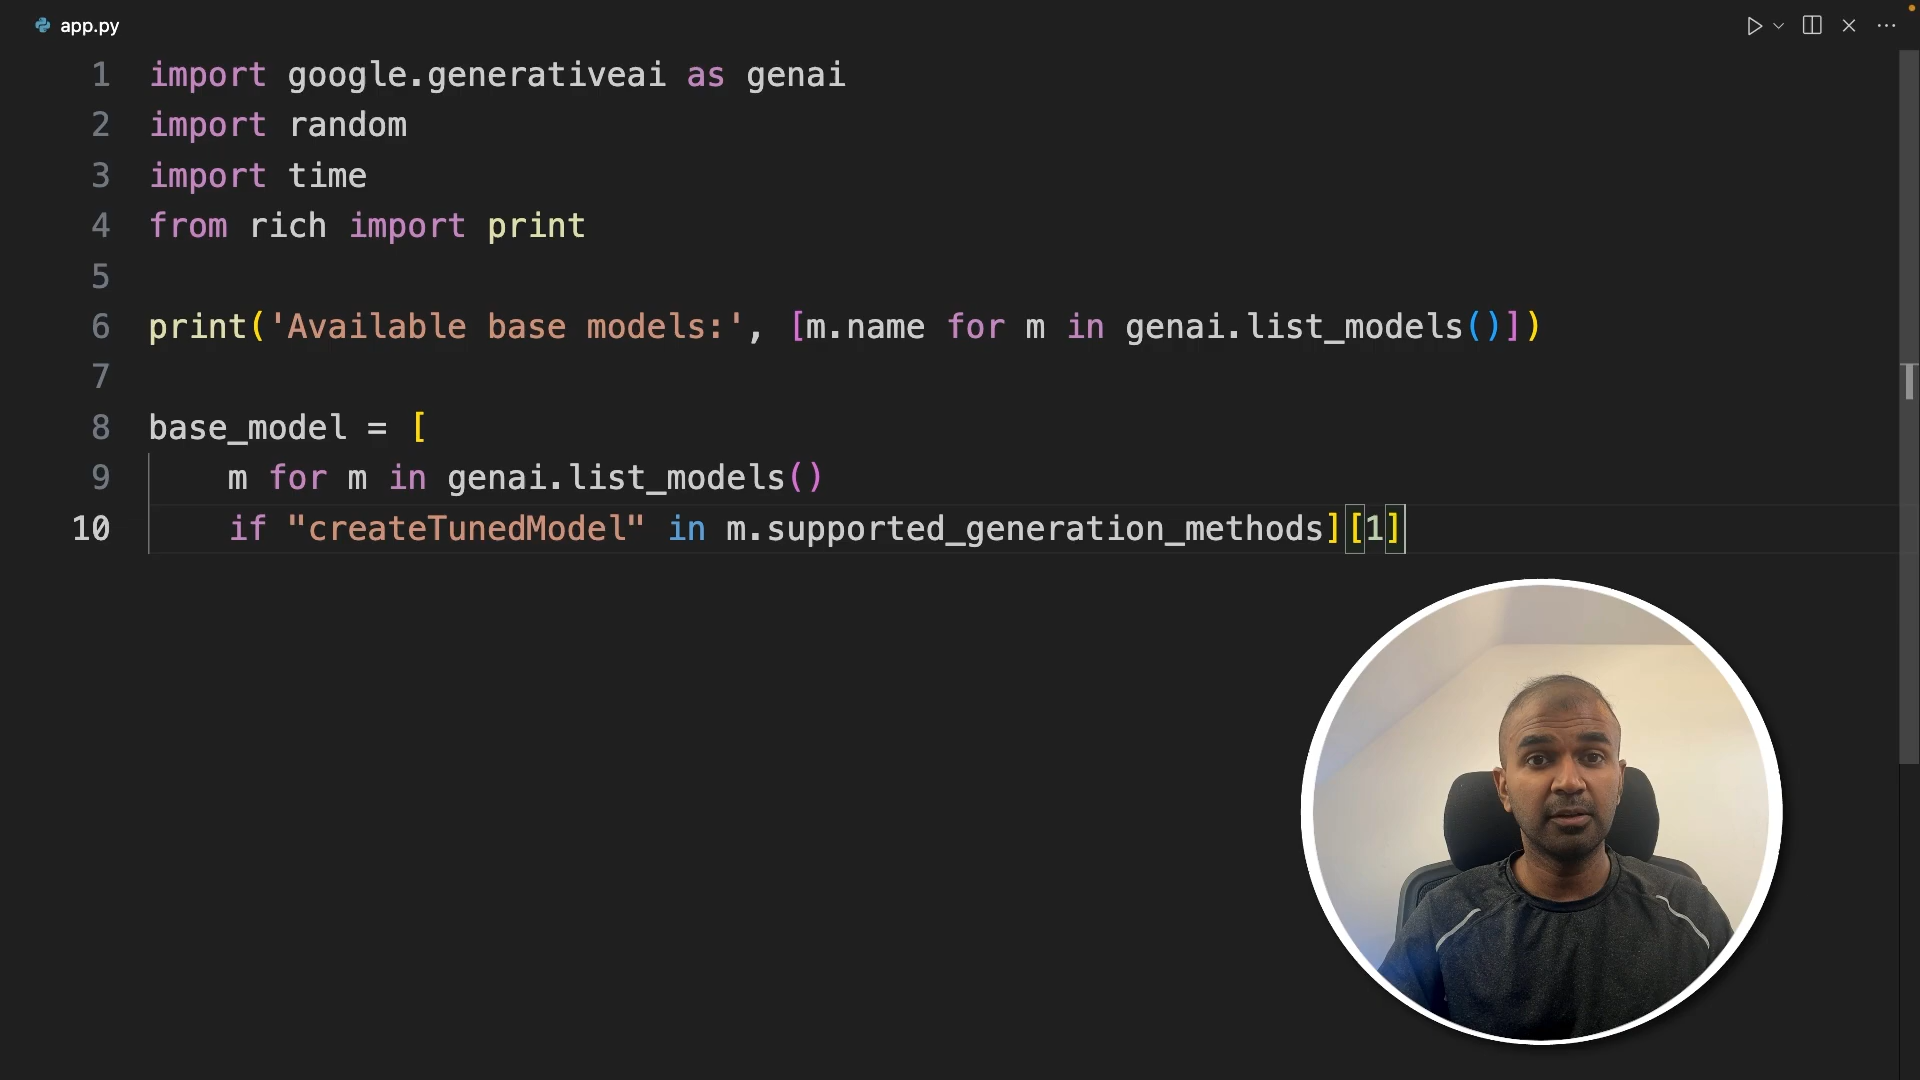 app.py
1 import google.generativeai as genai
2 import random
3 import time
4 from rich import print
5
6 print('Available base models:', [m.name for m in genai.list_models()])
7
8 base_model = [
9     m for m in genai.list_models()
10     if "createTunedModel" in m.supported_generation_methods][1]